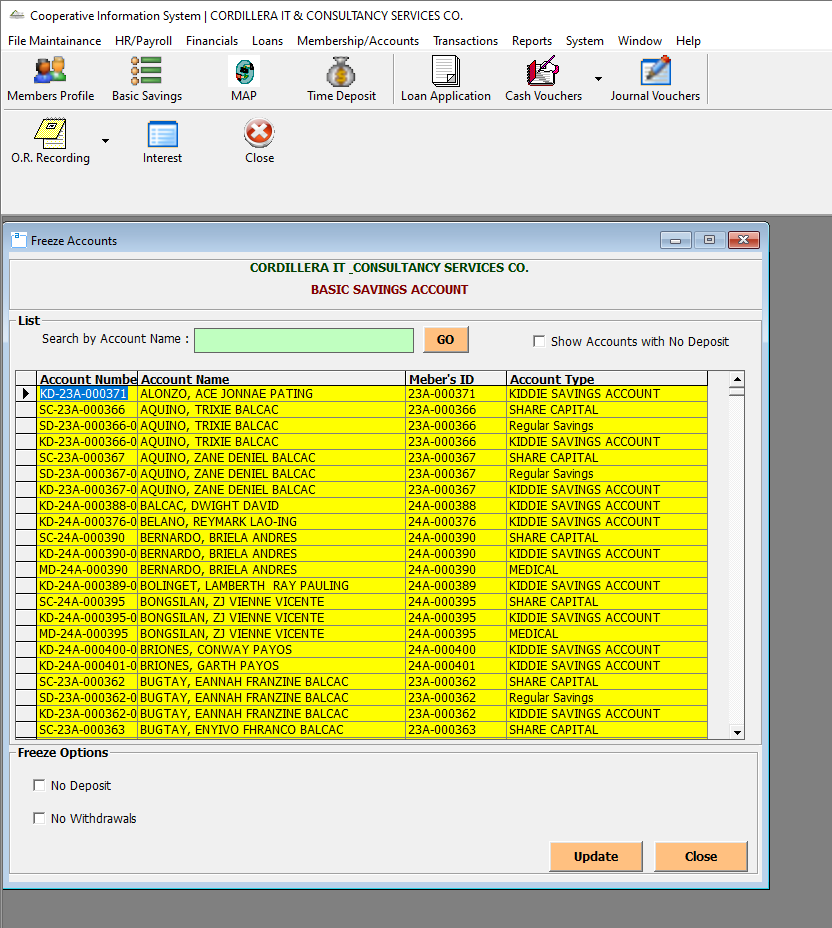 Cooperative Information System | CORDILLERA IT & CONSULTANCY SERVICES CO.
File Maintainance HR/Payroll Financials Loans Membership/Accounts Transactions Reports System Window Help
Members Profile Basic Savings MAP Time Deposit Loan Application Cash Vouchers Journal Vouchers
O.R. Recording Interest Close
Freeze Accounts
CORDILLERA IT _CONSULTANCY SERVICES CO.
BASIC SAVINGS ACCOUNT
List
Search by Account Name : GO Show Accounts with No Deposit
Account Numbe Account Name Meber's ID Account Type
KD-23A-000371 ALONZO, ACE JONNAE PATING 23A-000371 KIDDIE SAVINGS ACCOUNT
SC-23A-000366 AQUINO, TRIXIE BALCAC 23A-000366 SHARE CAPITAL
SD-23A-000366-0 AQUINO, TRIXIE BALCAC 23A-000366 Regular Savings
KD-23A-000366-0 AQUINO, TRIXIE BALCAC 23A-000366 KIDDIE SAVINGS ACCOUNT
SC-23A-000367 AQUINO, ZANE DENIEL BALCAC 23A-000367 SHARE CAPITAL
SD-23A-000367-0 AQUINO, ZANE DENIEL BALCAC 23A-000367 Regular Savings
KD-23A-000367-0 AQUINO, ZANE DENIEL BALCAC 23A-000367 KIDDIE SAVINGS ACCOUNT
KD-24A-000388-0 BALCAC, DWIGHT DAVID 24A-000388 KIDDIE SAVINGS ACCOUNT
KD-24A-000376-0 BELANO, REYMARK LAO-ING 24A-000376 KIDDIE SAVINGS ACCOUNT
SC-24A-000390 BERNARDO, BRIELA ANDRES 24A-000390 SHARE CAPITAL
KD-24A-000390-0 BERNARDO, BRIELA ANDRES 24A-000390 KIDDIE SAVINGS ACCOUNT
MD-24A-000390 BERNARDO, BRIELA ANDRES 24A-000390 MEDICAL
KD-24A-000389-0 BOLINGET, LAMBERTH  RAY PAULING 24A-000389 KIDDIE SAVINGS ACCOUNT
SC-24A-000395 BONGSILAN, ZJ VIENNE VICENTE 24A-000395 SHARE CAPITAL
KD-24A-000395-0 BONGSILAN, ZJ VIENNE VICENTE 24A-000395 KIDDIE SAVINGS ACCOUNT
MD-24A-000395 BONGSILAN, ZJ VIENNE VICENTE 24A-000395 MEDICAL
KD-24A-000400-0 BRIONES, CONWAY PAYOS 24A-000400 KIDDIE SAVINGS ACCOUNT
KD-24A-000401-0 BRIONES, GARTH PAYOS 24A-000401 KIDDIE SAVINGS ACCOUNT
SC-23A-000362 BUGTAY, EANNAH FRANZINE BALCAC 23A-000362 SHARE CAPITAL
SD-23A-000362-0 BUGTAY, EANNAH FRANZINE BALCAC 23A-000362 Regular Savings
KD-23A-000362-0 BUGTAY, EANNAH FRANZINE BALCAC 23A-000362 KIDDIE SAVINGS ACCOUNT
SC-23A-000363 BUGTAY, ENYIVO FHRANCO BALCAC 23A-000363 SHARE CAPITAL
Freeze Options
No Deposit
No Withdrawals
Update Close